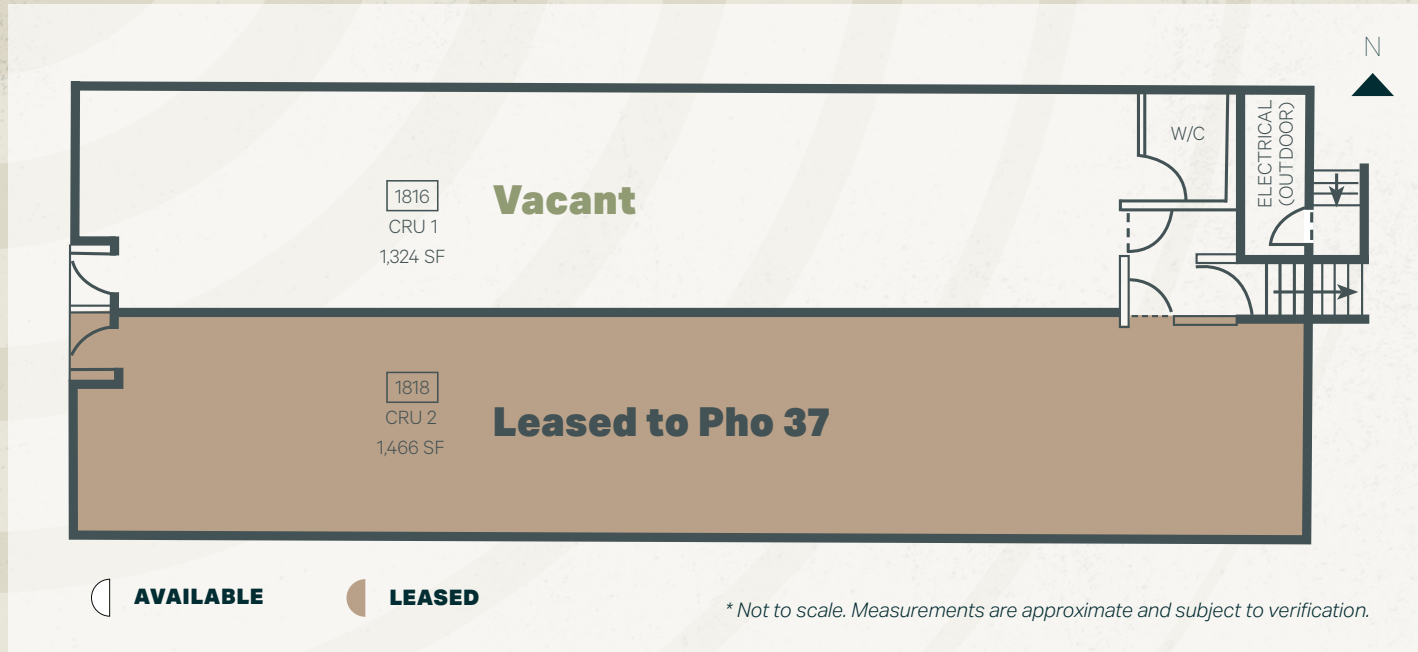 N
W/C
ELECTRICAL
(OUTDOOR)
1816
CRU 1
1,324 SF
Vacant
1818
CRU 2
1,466 SF
Leased to Pho 37
AVAILABLE
LEASED
* Not to scale. Measurements are approximate and subject to verification.